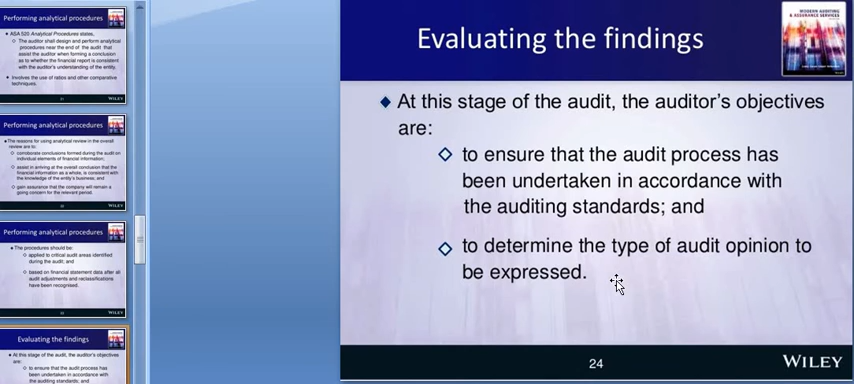 Performing analytical procedures
ASA 520 Analytical Procedures states,
The auditor shall design and perform analytical
procedures near the end of the audit that
assist the auditor when forming a conclusion
as to whether the financial report is consistent
with the auditor's understanding of the entity.
Involves the use of ratios and other comparative
techniques.
WILEY
Performing analytical procedures
The reasons for using analytical review in the overall
review are to:
corroborate conclusions formed during the audit on
individual elements of financial information;
assist in arriving at the overall conclusion that the
financial information as a whole, is consistent with
the knowledge of the entity's business; and
gain assurance that the company will remain a
going concern for the relevant period.
WILEY
Performing analytical procedures
The procedures should be:
applied to critical audit areas identified
during the audit; and
based on financial statement data after all
audit adjustments and reclassifications
have been recognised.
WILEY
Evaluating the findings
At this stage of the audit, the auditor's objectives
are:
to ensure that the audit process has
been undertaken in accordance with
the auditing standards; and
Evaluating the findings
MODERN AUDITING
& ASSURANCE SERVICES
At this stage of the audit, the auditor's objectives
are:
to ensure that the audit process has
been undertaken in accordance with
the auditing standards; and
to determine the type of audit opinion to
be expressed.
24
WILEY